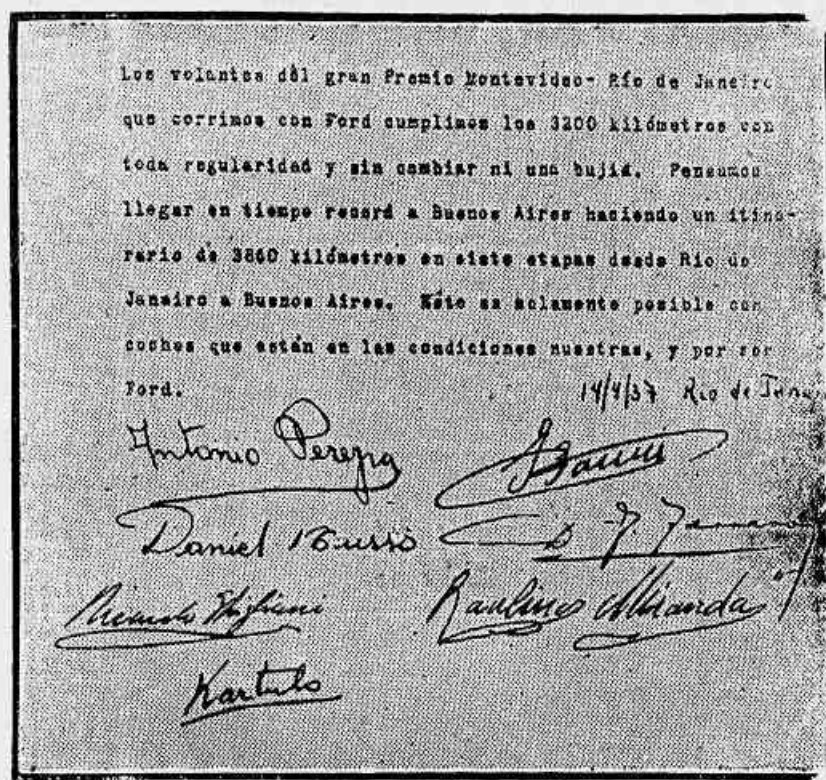 Los volantes del gran Premio Montevideo- Río de Janeiro
que corrimos con Ford cumplimos los 3200 kilómetros con
toda regularidad y sin cambiar ni una bujía. Pensamos
llegar en tiempo record a Buenos Aires haciendo un itine-
rario de 3860 kilómetros en siete etapas desde Rio de
Janeiro a Buenos Aires. Esto es solamente posible con
coches que están en las condiciones nuestras, y por ser
Ford.
14/4/37 Rio de Jan
Antonio Pereyra
Daniel Musso
Ricardo
Raulino Miranda
Kartulo